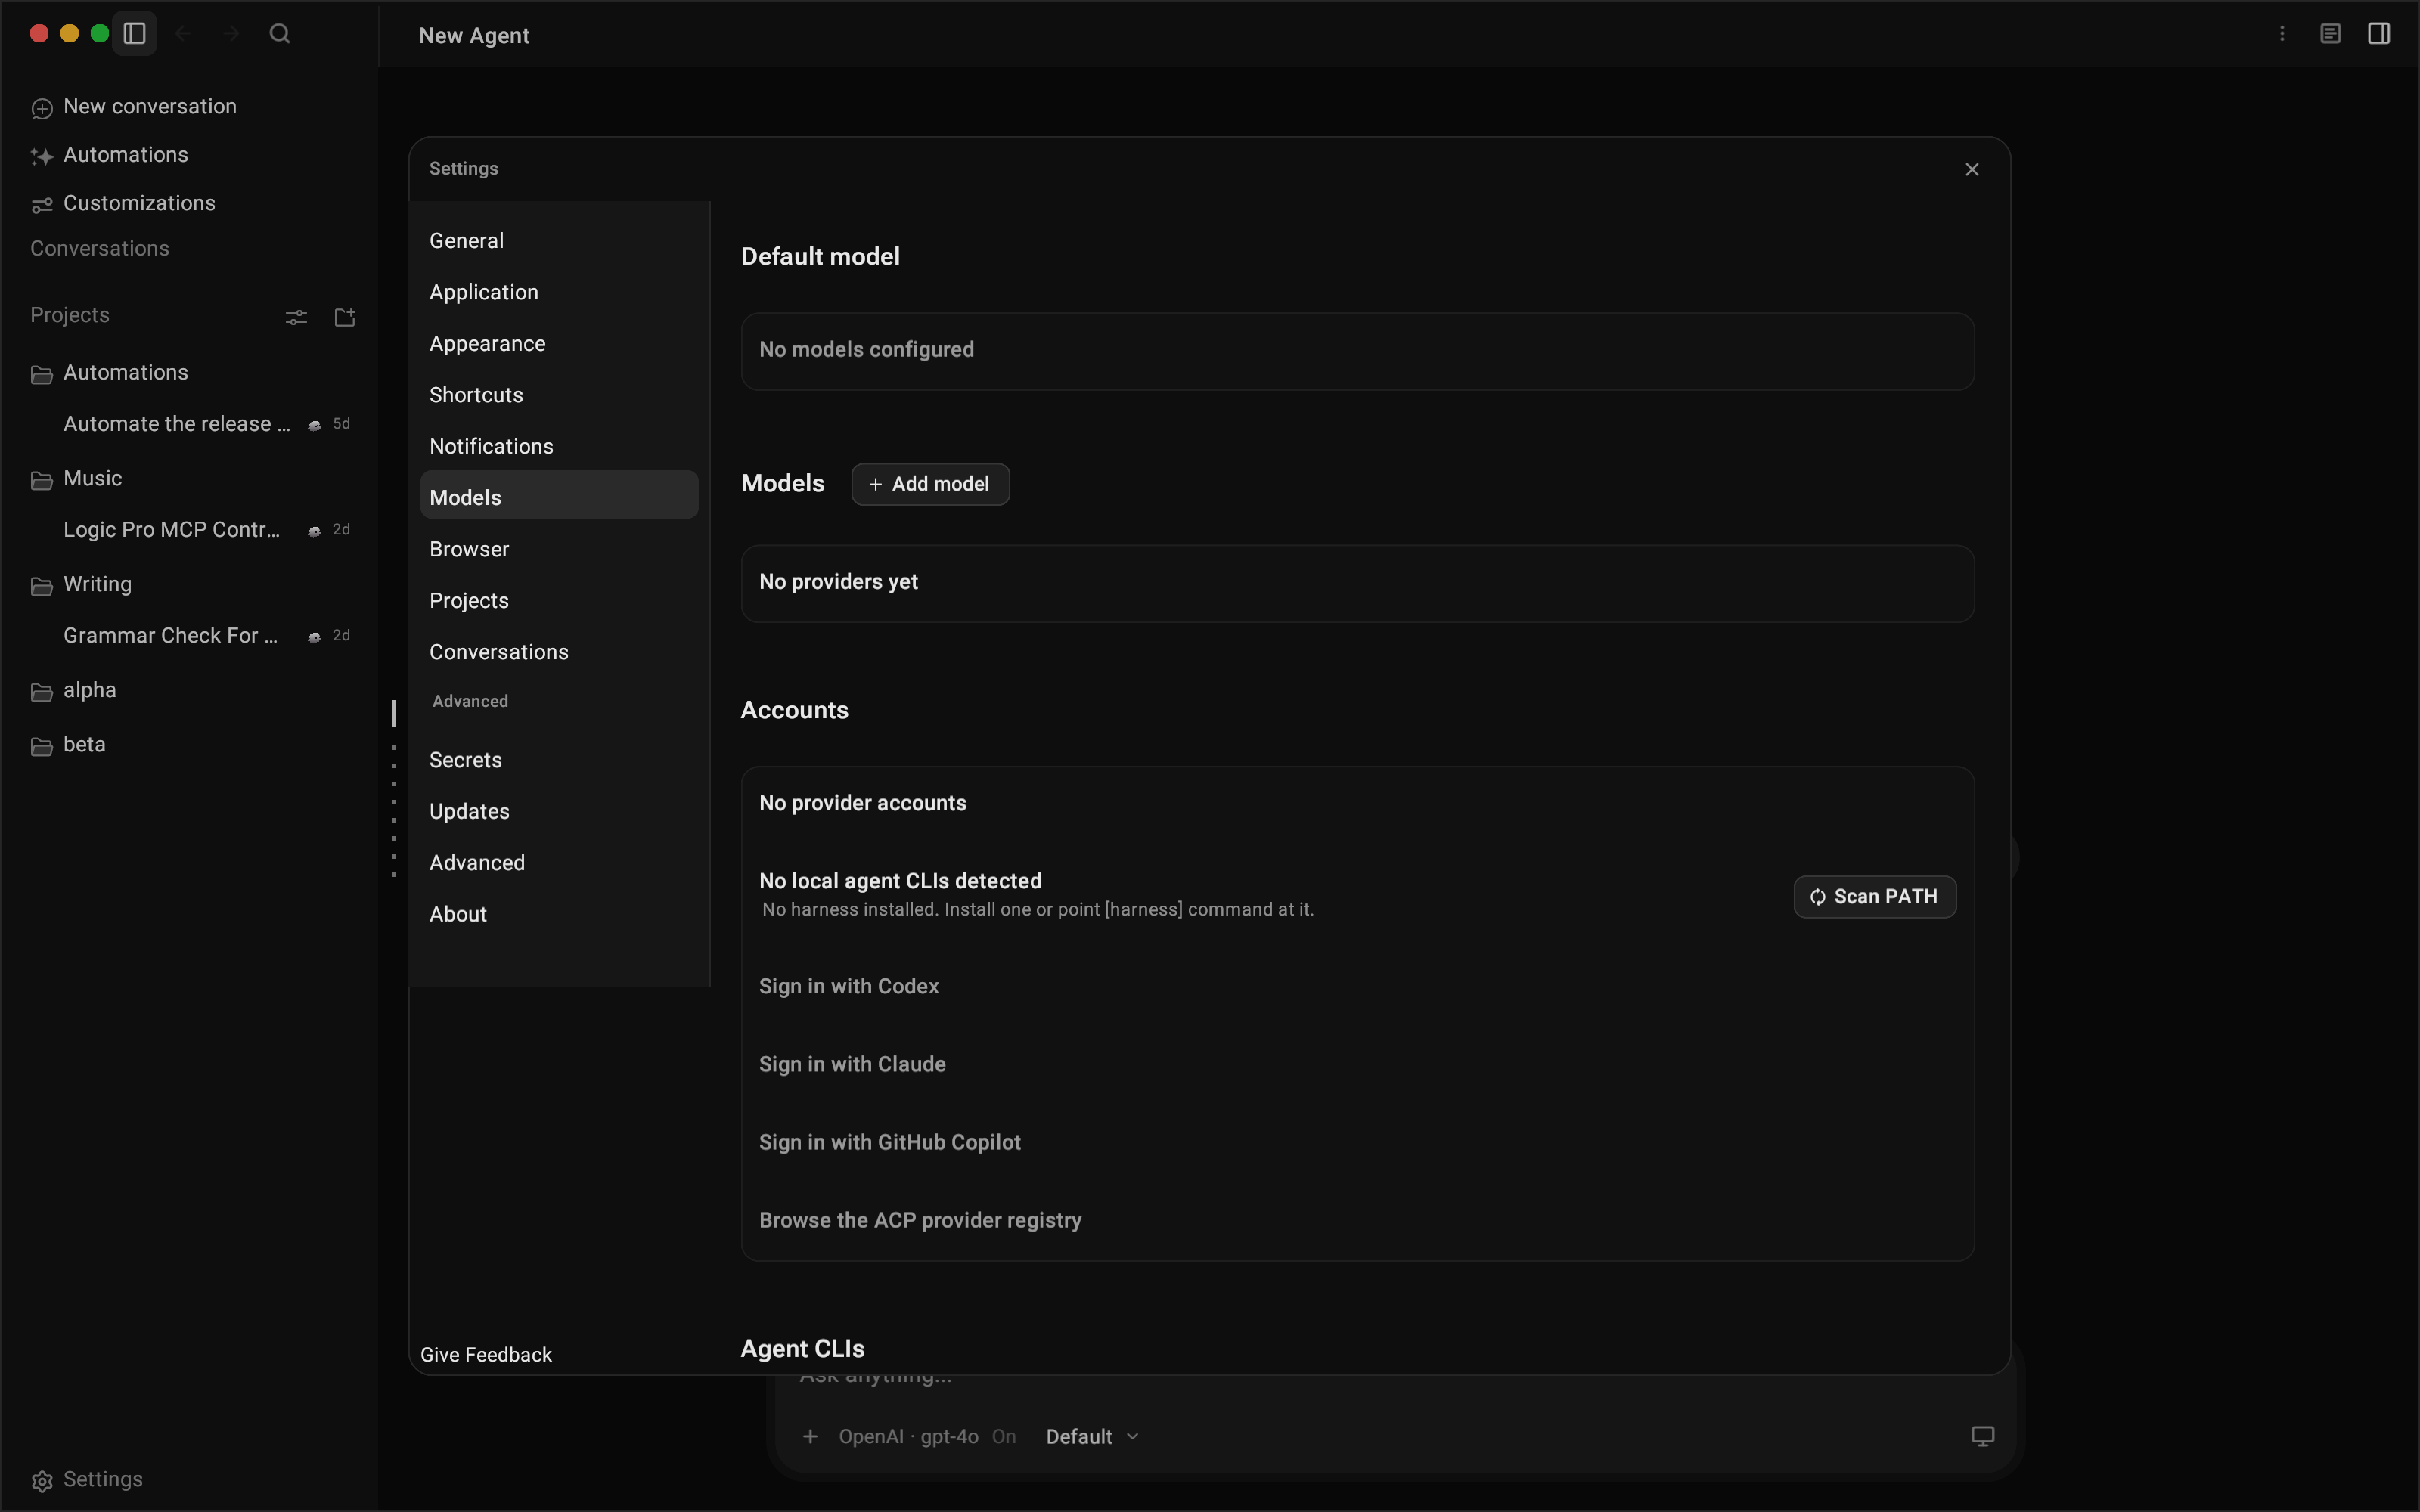 New Agent
New conversation
Automations
Customizations
Conversations
Projects
Automations
Automate the release ... 5d
Music
Logic Pro MCP Contr... 2d
Writing
Grammar Check For ... 2d
alpha
beta
Settings
Settings
General
Application
Appearance
Shortcuts
Notifications
Models
Browser
Projects
Conversations
Advanced
Secrets
Updates
Advanced
About
Give Feedback
Default model
No models configured
Models
Add model
No providers yet
Accounts
No provider accounts
No local agent CLIs detected
No harness installed. Install one or point [harness] command at it.
Scan PATH
Sign in with Codex
Sign in with Claude
Sign in with GitHub Copilot
Browse the ACP provider registry
Agent CLIs
Ask anything...
OpenAI · gpt-4o On Default